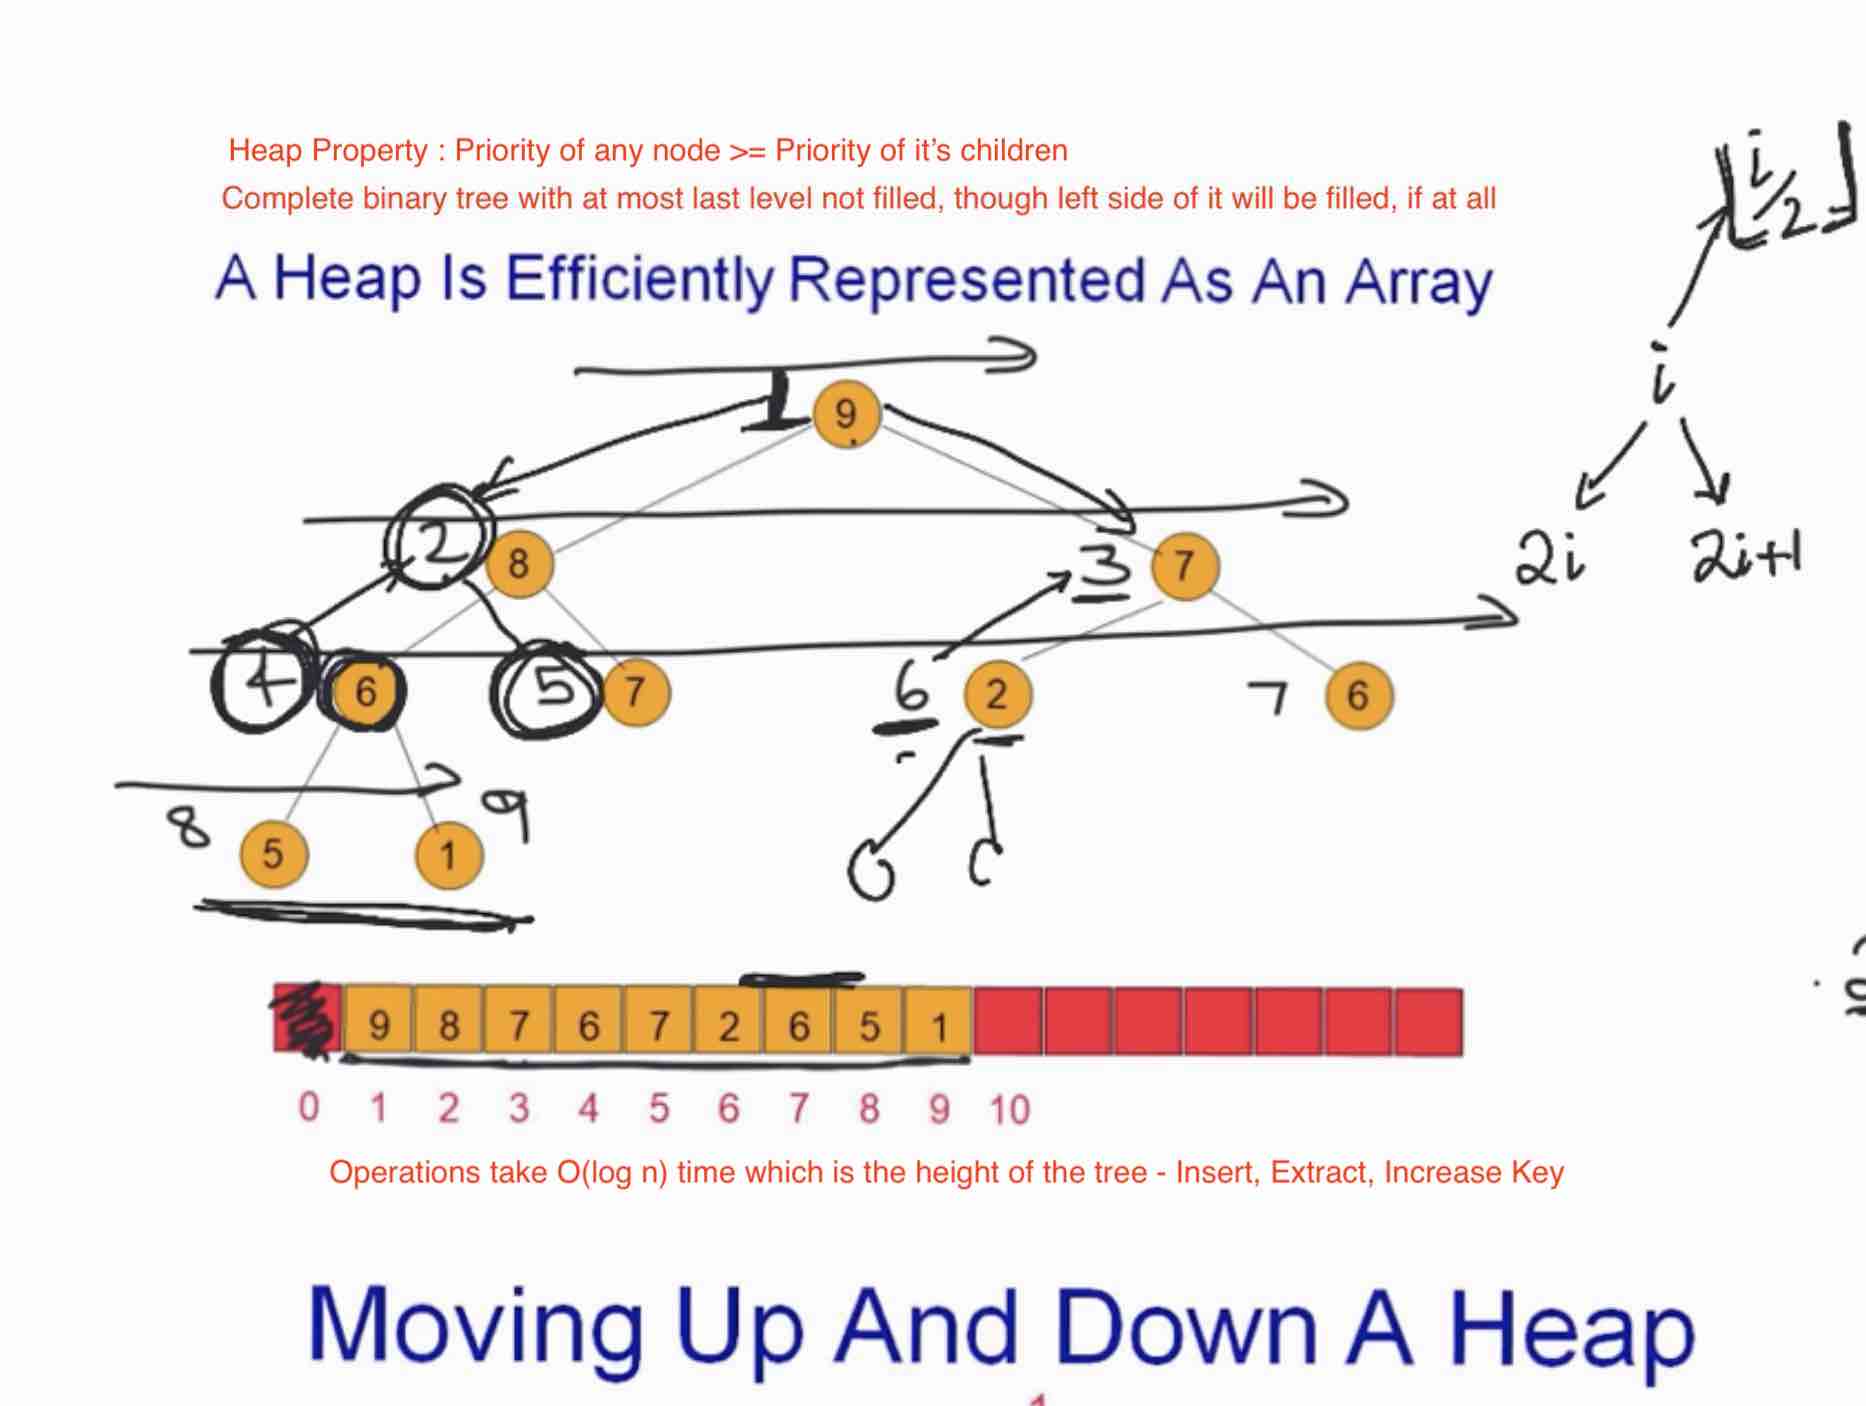 Heap Property : Priority of any node >= Priority of it's children
Complete binary tree with at most last level not filled, though left side of it will be filled, if at all
A Heap Is Efficiently Represented As An Array
⌊i/2⌋
i
2i 2i+1
1 9
2 8 3 7
4 6 5 7 6 2 7 6
8 5 1 9
9 8 7 6 7 2 6 5 1
0 1 2 3 4 5 6 7 8 9 10
Operations take O(log n) time which is the height of the tree - Insert, Extract, Increase Key
Moving Up And Down A Heap